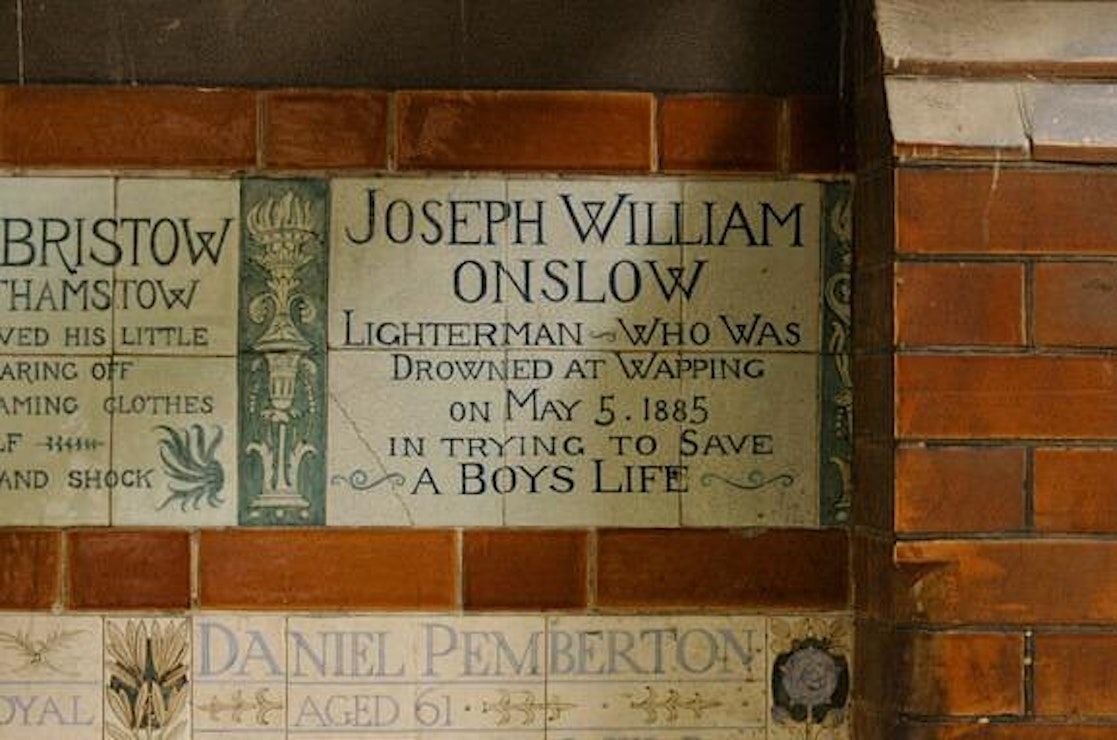 BRISTOW
THAMSTOW
VED HIS LITTLE
ARING OFF
AMING CLOTHES
LF
AND SHOCK
JOSEPH WILLIAM
ONSLOW
LIGHTERMAN WHO WAS
DROWNED AT WAPPING
ON MAY 5. 1885
IN TRYING TO SAVE
A BOYS LIFE
OYAL
DANIEL PEMBERTON
AGED 61